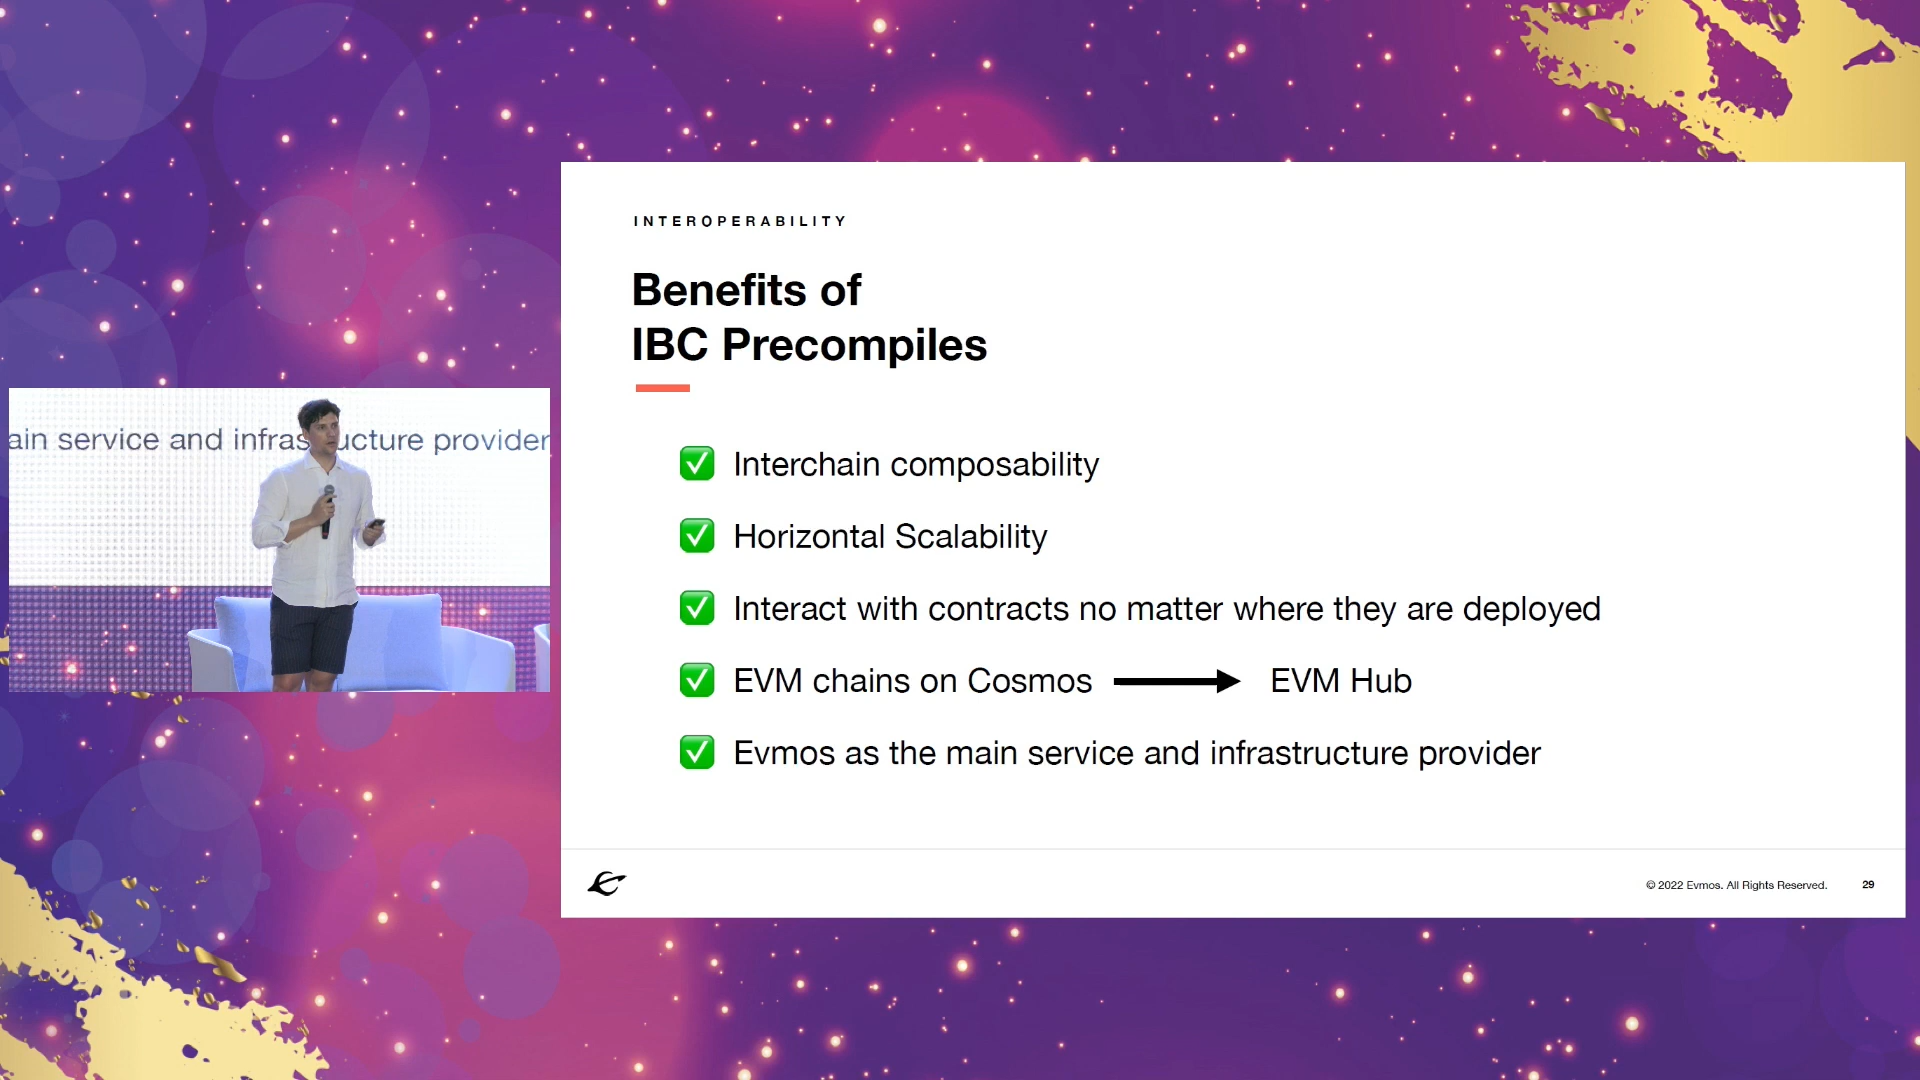 INTEROPERABILITY
Benefits of
IBC Precompiles
✅ Interchain composability
✅ Horizontal Scalability
✅ Interact with contracts no matter where they are deployed
✅ EVM chains on Cosmos → EVM Hub
✅ Evmos as the main service and infrastructure provider
© 2022 Evmos. All Rights Reserved. 29
ain service and infrastructure provider